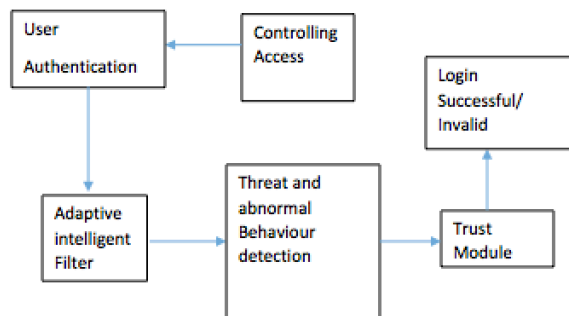 User
Authentication
Controlling
Access
Login
Successful/
Invalid
Adaptive
intelligent
Filter
Threat and
abnormal
Behaviour
detection
Trust
Module